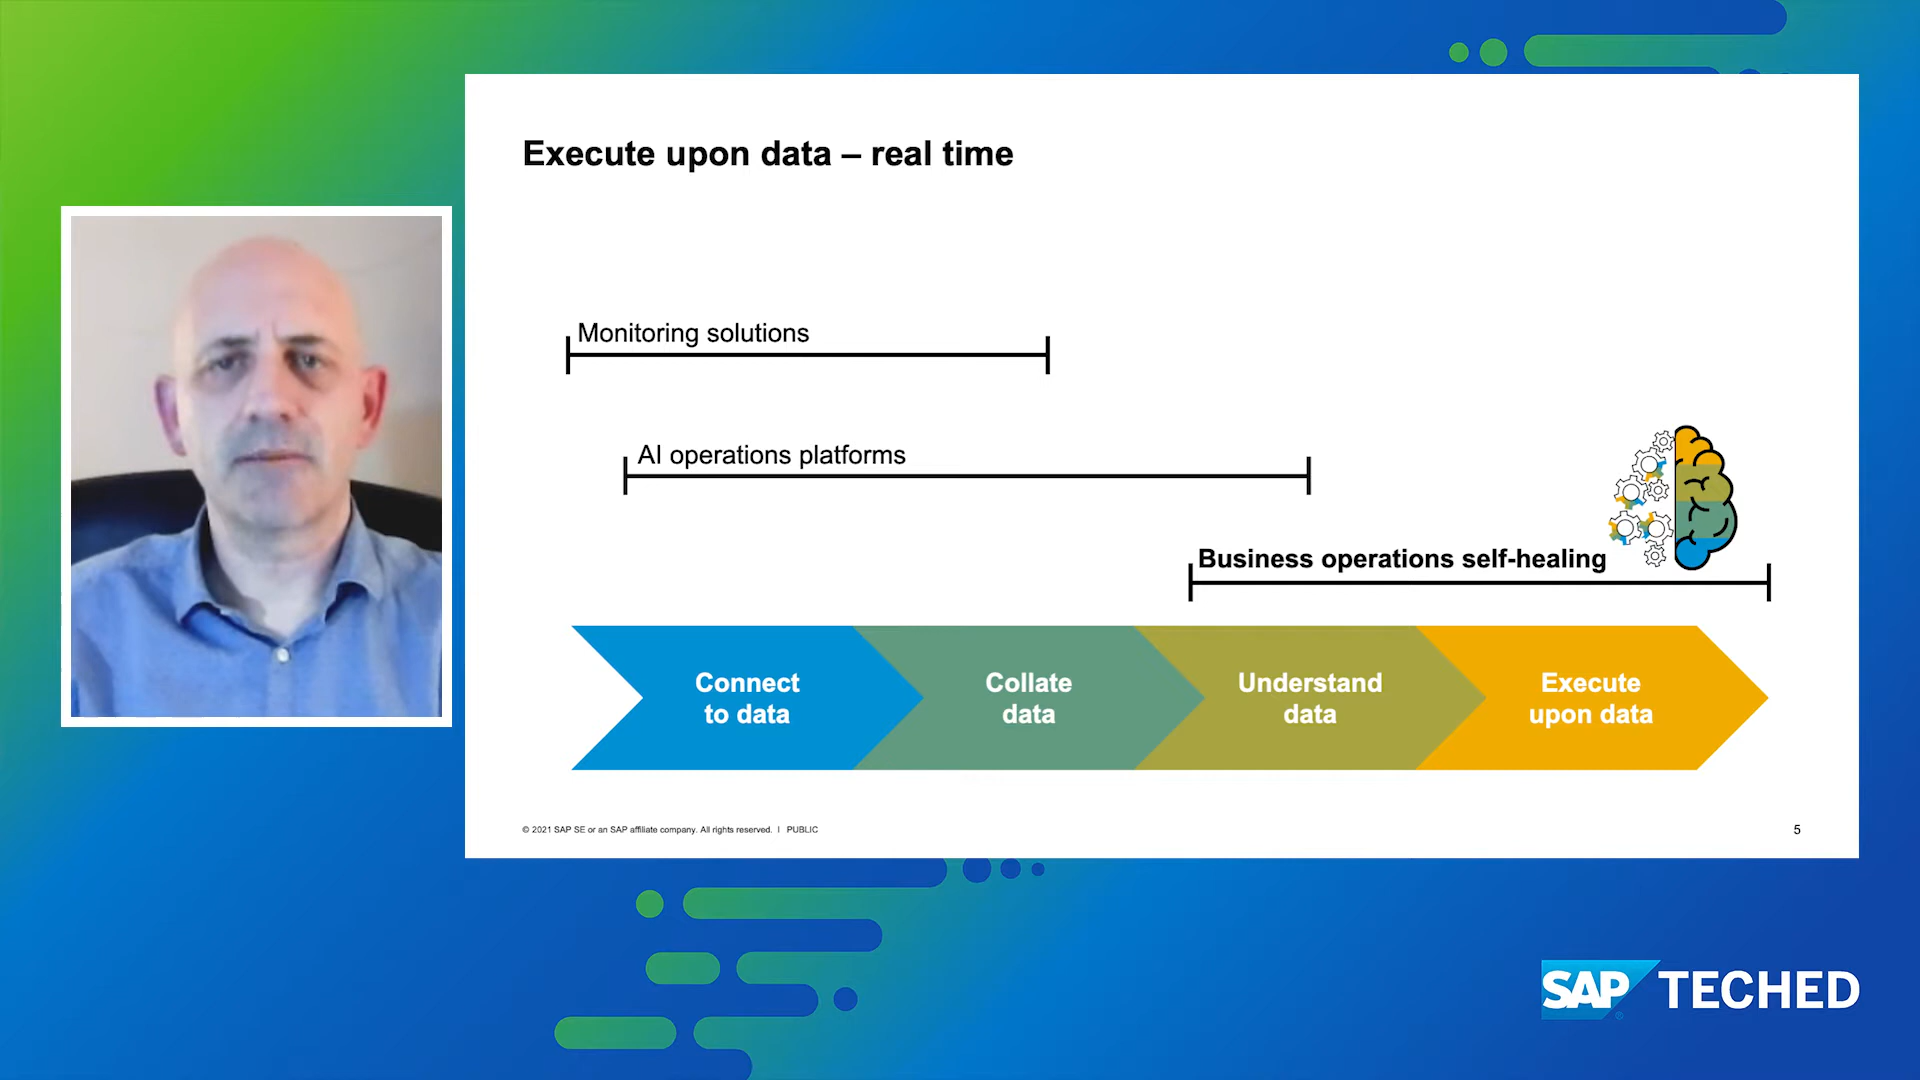 Execute upon data – real time
Monitoring solutions
AI operations platforms
Business operations self-healing
Connect
to data
Collate
data
Understand
data
Execute
upon data
© 2021 SAP SE or an SAP affiliate company. All rights reserved. I PUBLIC
5
SAP® TECHED